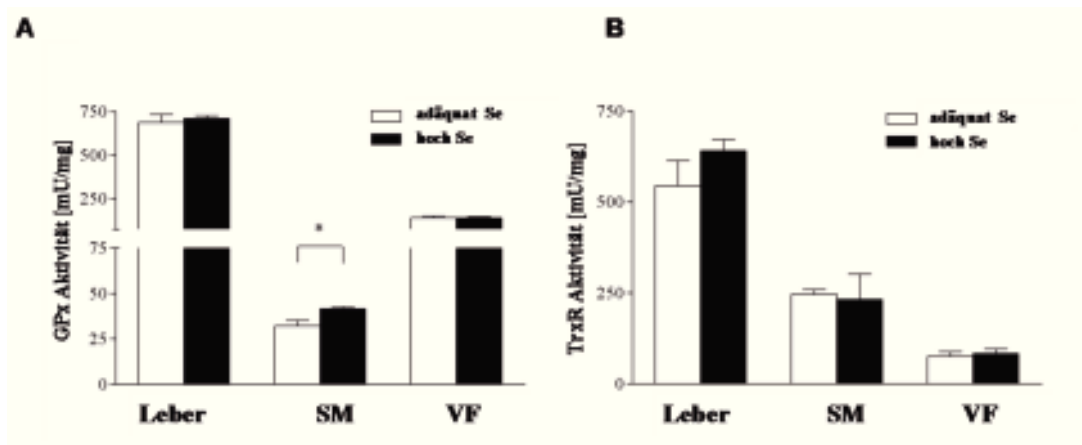 A
750
500
250
75
50
25
0
GPx Aktivität [mU/mg]
adäquat Se
hoch Se
*
Leber SM VF
B
750
500
250
0
TrxR Aktivität [mU/mg]
adäquat Se
hoch Se
Leber SM VF